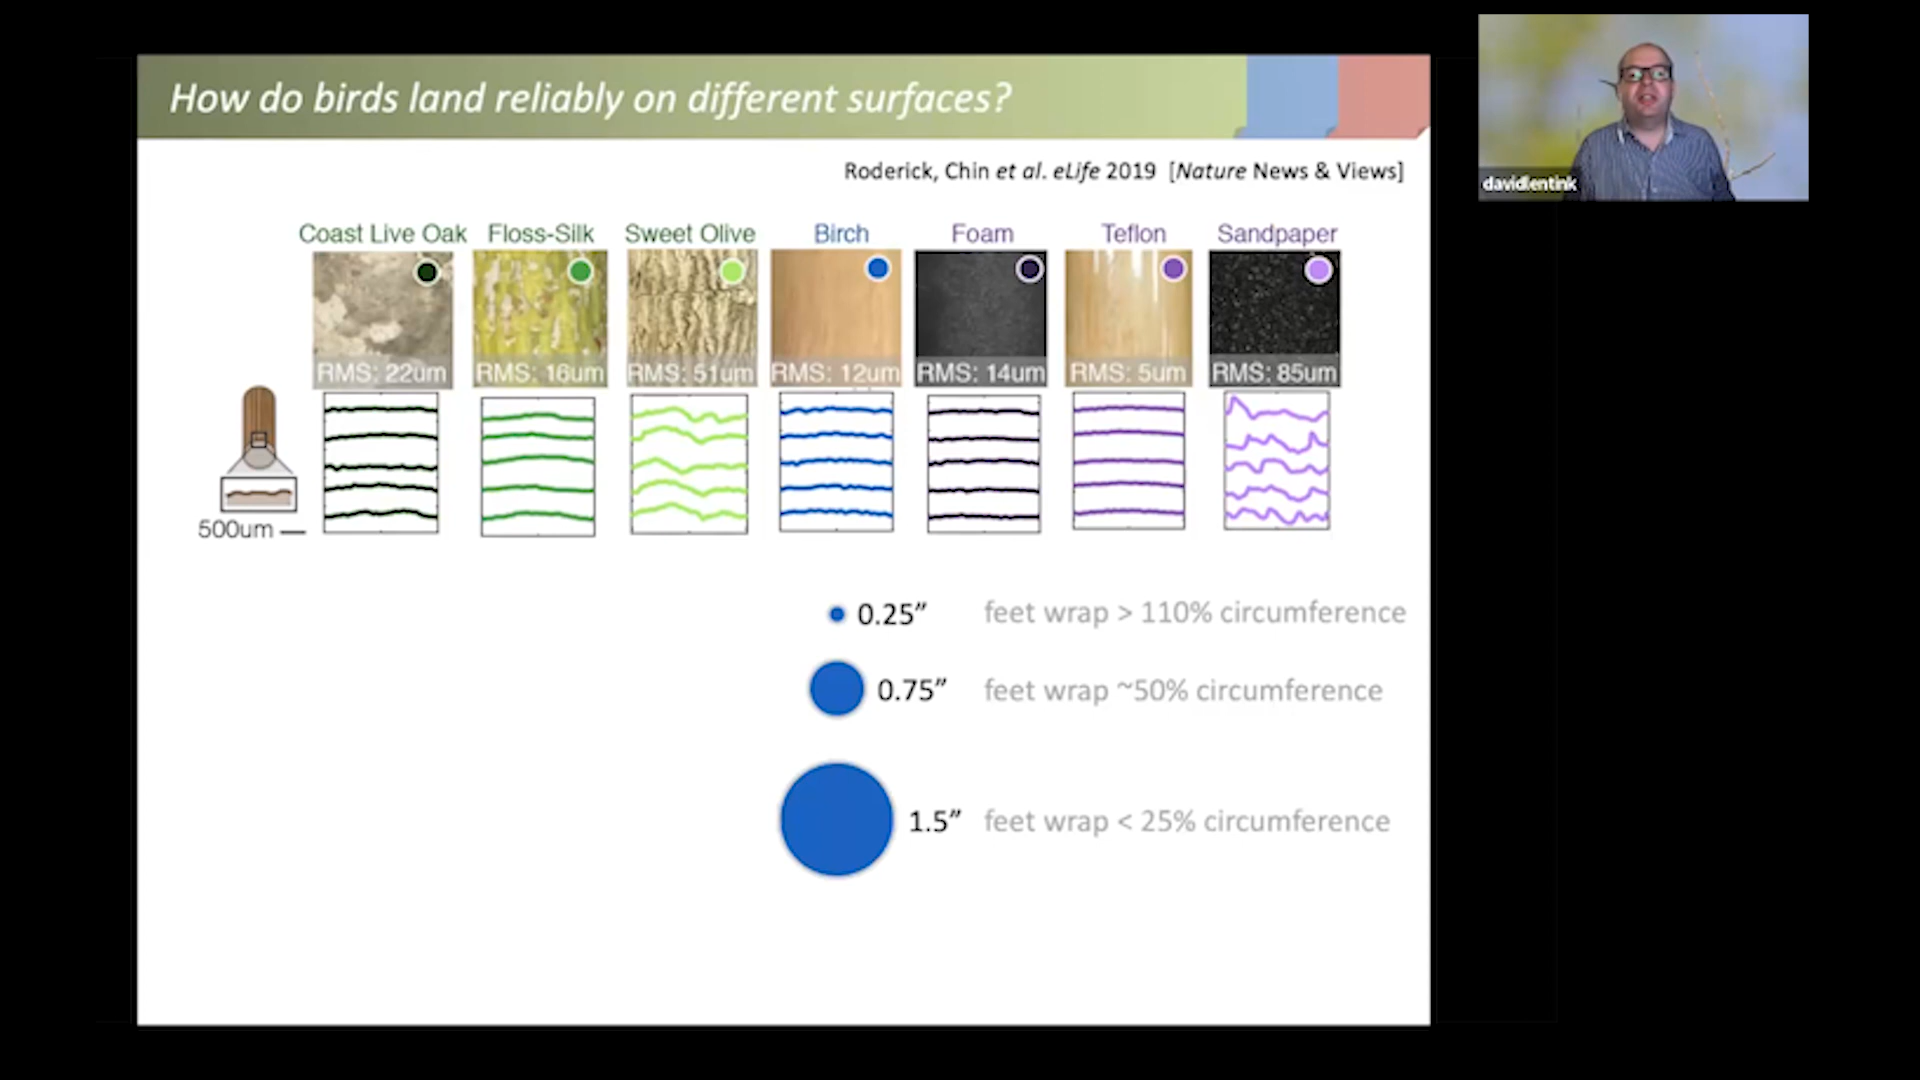 How do birds land reliably on different surfaces?
davidlentink
Roderick, Chin et al. eLife 2019 [Nature News & Views]
Coast Live Oak Floss-Silk Sweet Olive Birch Foam Teflon Sandpaper
RMS: 22um RMS: 16um RMS: 51um RMS: 12um RMS: 14um RMS: 5um RMS: 85um
500um
0.25” feet wrap > 110% circumference
0.75” feet wrap ~50% circumference
1.5” feet wrap < 25% circumference